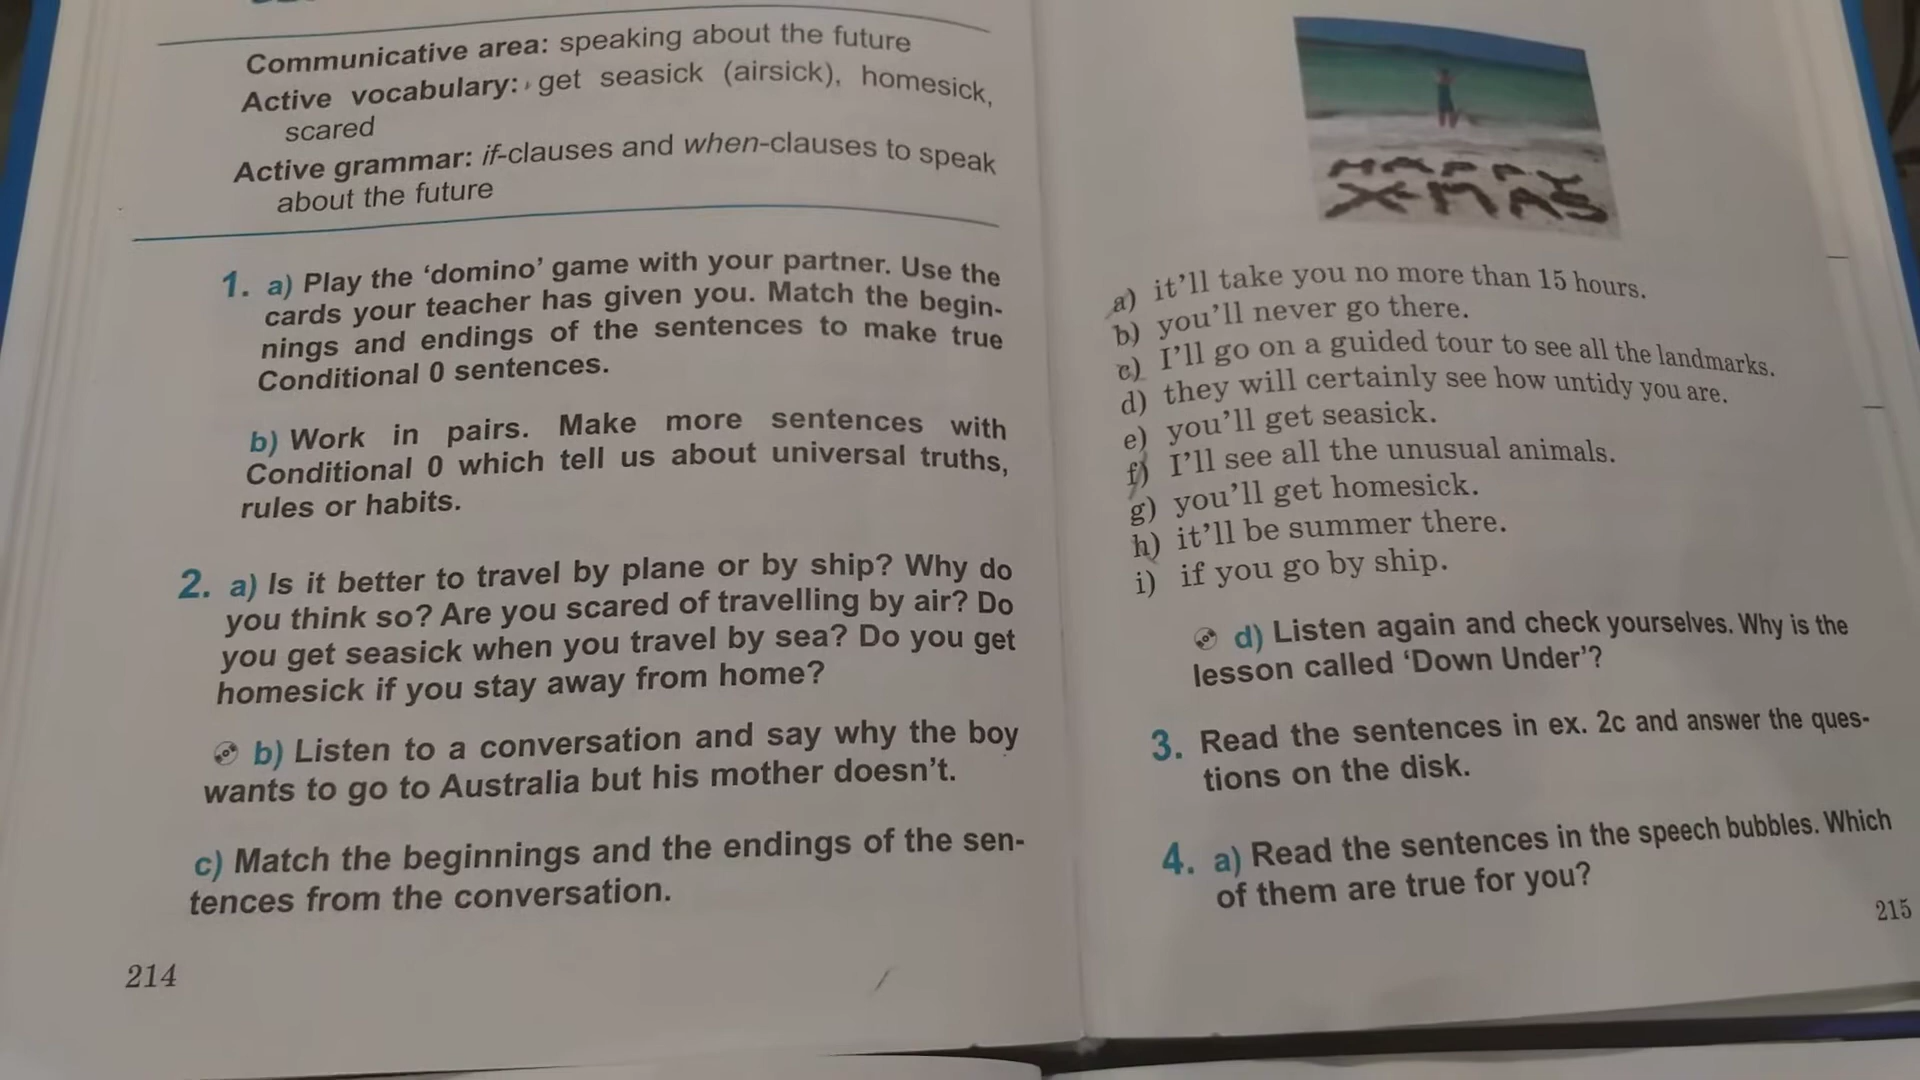 Communicative area: speaking about the future
Active vocabulary: get seasick (airsick), homesick,
scared
Active grammar: if-clauses and when-clauses to speak
about the future
1. a) Play the ‘domino’ game with your partner. Use the
cards your teacher has given you. Match the begin-
nings and endings of the sentences to make true
Conditional 0 sentences.
b) Work in pairs. Make more sentences with
Conditional 0 which tell us about universal truths,
rules or habits.
2. a) Is it better to travel by plane or by ship? Why do
you think so? Are you scared of travelling by air? Do
you get seasick when you travel by sea? Do you get
homesick if you stay away from home?
b) Listen to a conversation and say why the boy
wants to go to Australia but his mother doesn’t.
c) Match the beginnings and the endings of the sen-
tences from the conversation.
214
HAPPY
X-MAS
a) it’ll take you no more than 15 hours.
b) you’ll never go there.
c) I’ll go on a guided tour to see all the landmarks.
d) they will certainly see how untidy you are.
e) you’ll get seasick.
f) I’ll see all the unusual animals.
g) you’ll get homesick.
h) it’ll be summer there.
i) if you go by ship.
d) Listen again and check yourselves. Why is the
lesson called ‘Down Under’?
3. Read the sentences in ex. 2c and answer the ques-
tions on the disk.
4. a) Read the sentences in the speech bubbles. Which
of them are true for you?
215